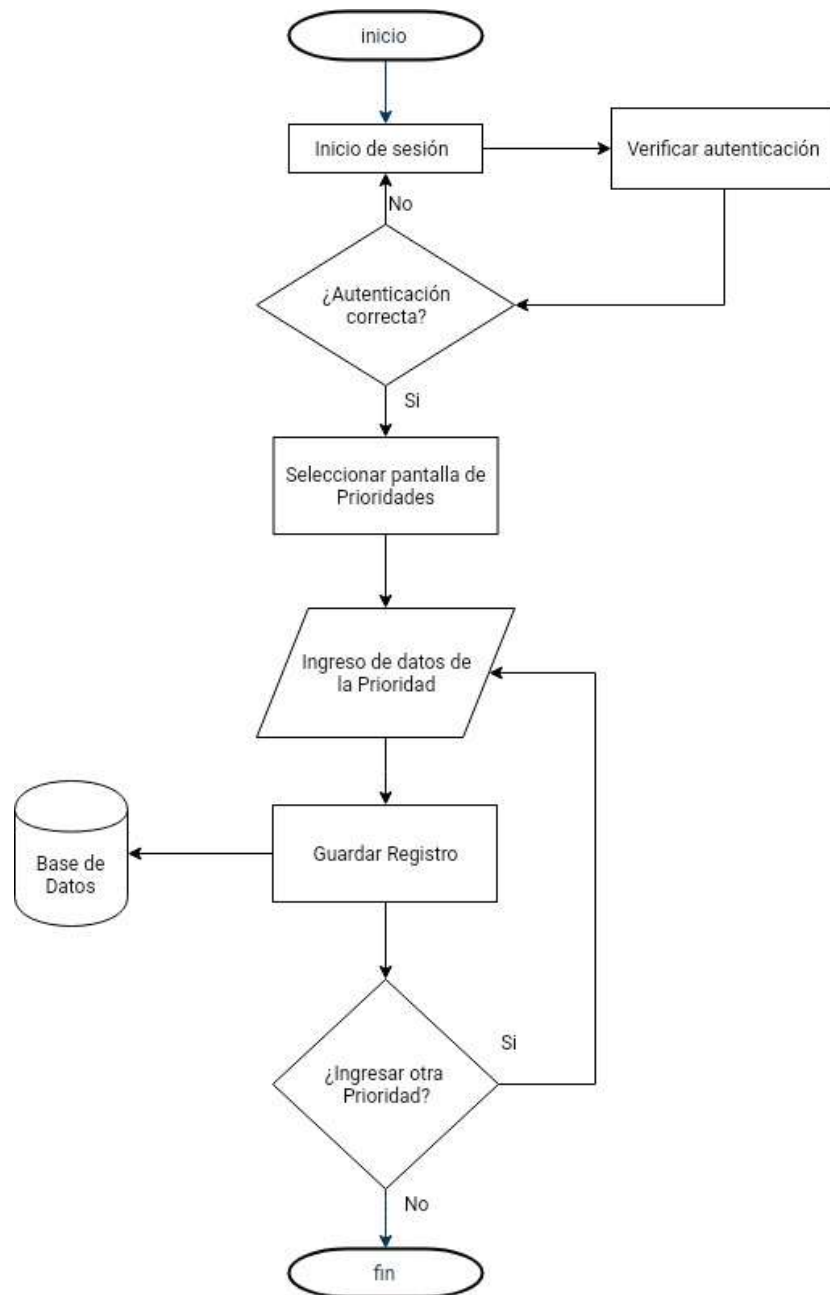 inicio
Inicio de sesión
Verificar autenticación
No
¿Autenticación
correcta?
Si
Seleccionar pantalla de
Prioridades
Ingreso de datos de
la Prioridad
Guardar Registro
Base de
Datos
Si
¿Ingresar otra
Prioridad?
No
fin